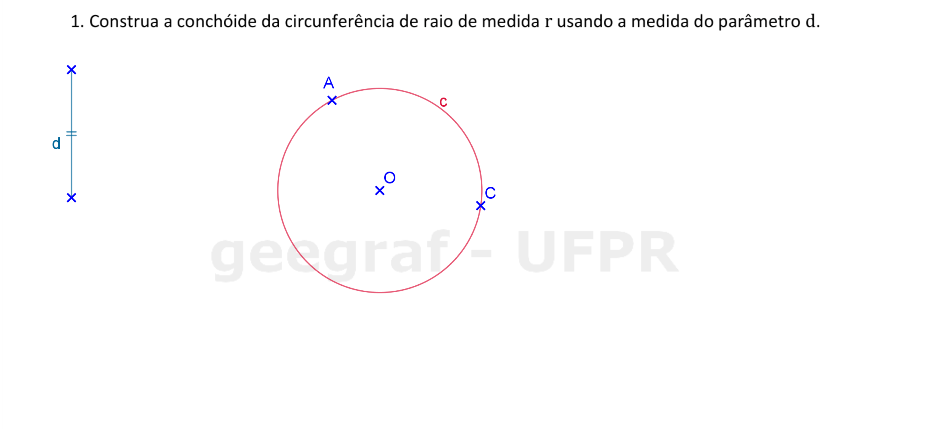 1. Construa a conchóide da circunferência de raio de medida r usando a medida do parâmetro d.
A
c
d
O
C
geegraf - UFPR